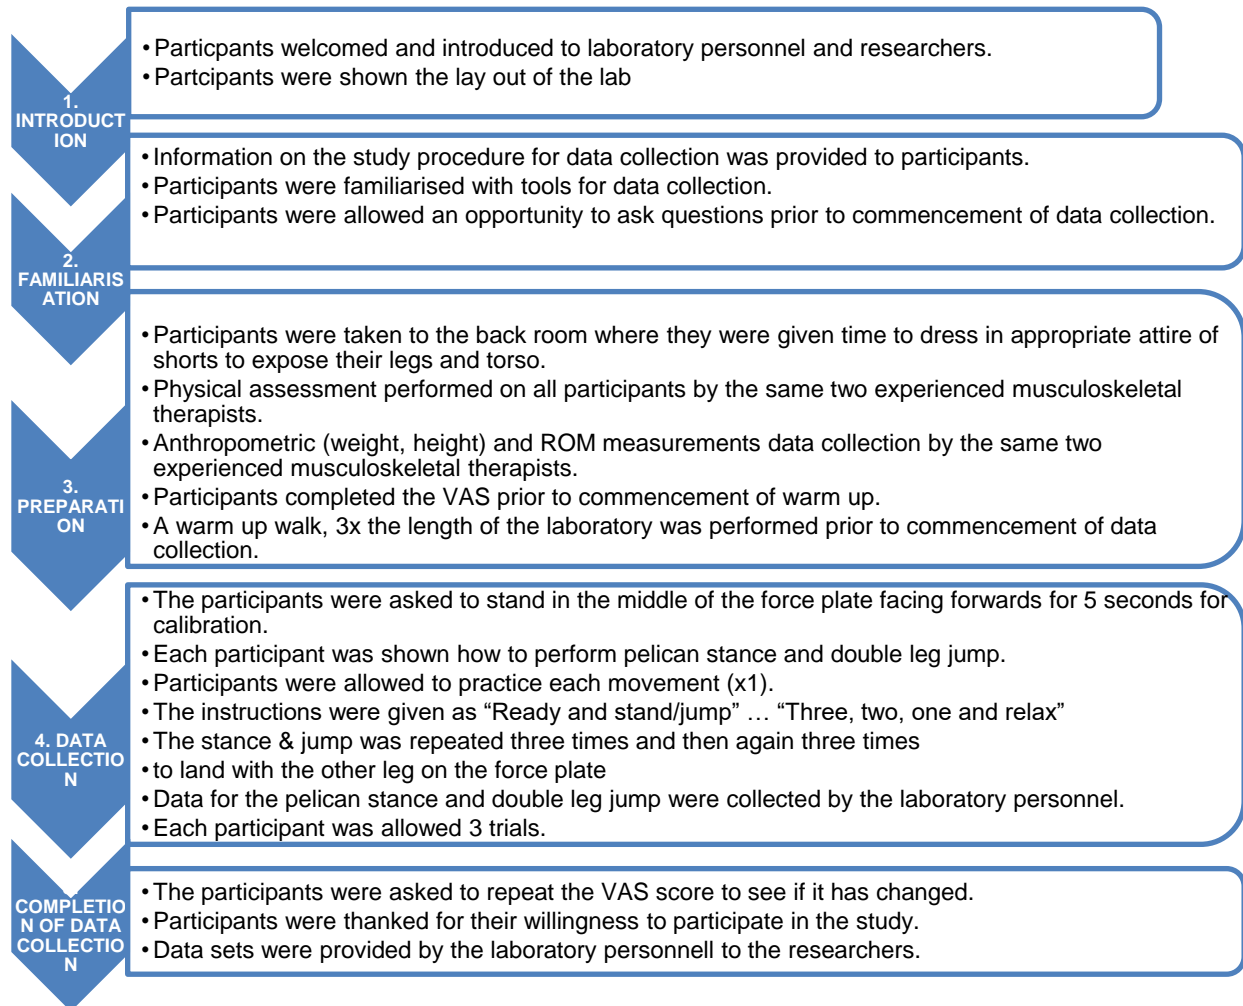 1.
INTRODUCT
ION
• Particpants welcomed and introduced to laboratory personnel and researchers.
• Partcipants were shown the lay out of the lab
2.
FAMILIARIS
ATION
• Information on the study procedure for data collection was provided to participants.
• Participants were familiarised with tools for data collection.
• Participants were allowed an opportunity to ask questions prior to commencement of data collection.
3.
PREPARATI
ON
• Participants were taken to the back room where they were given time to dress in appropriate attire of
shorts to expose their legs and torso.
• Physical assessment performed on all participants by the same two experienced musculoskeletal
therapists.
• Anthropometric (weight, height) and ROM measurements data collection by the same two
experienced musculoskeletal therapists.
• Participants completed the VAS prior to commencement of warm up.
• A warm up walk, 3x the length of the laboratory was performed prior to commencement of data
collection.
4. DATA
COLLECTIO
N
• The participants were asked to stand in the middle of the force plate facing forwards for 5 seconds for
calibration.
• Each participant was shown how to perform pelican stance and double leg jump.
• Participants were allowed to practice each movement (x1).
• The instructions were given as “Ready and stand/jump” … “Three, two, one and relax”
• The stance & jump was repeated three times and then again three times
• to land with the other leg on the force plate
• Data for the pelican stance and double leg jump were collected by the laboratory personnel.
• Each participant was allowed 3 trials.
COMPLETIO
N OF DATA
COLLECTIO
N
• The participants were asked to repeat the VAS score to see if it has changed.
• Participants were thanked for their willingness to participate in the study.
• Data sets were provided by the laboratory personnell to the researchers.